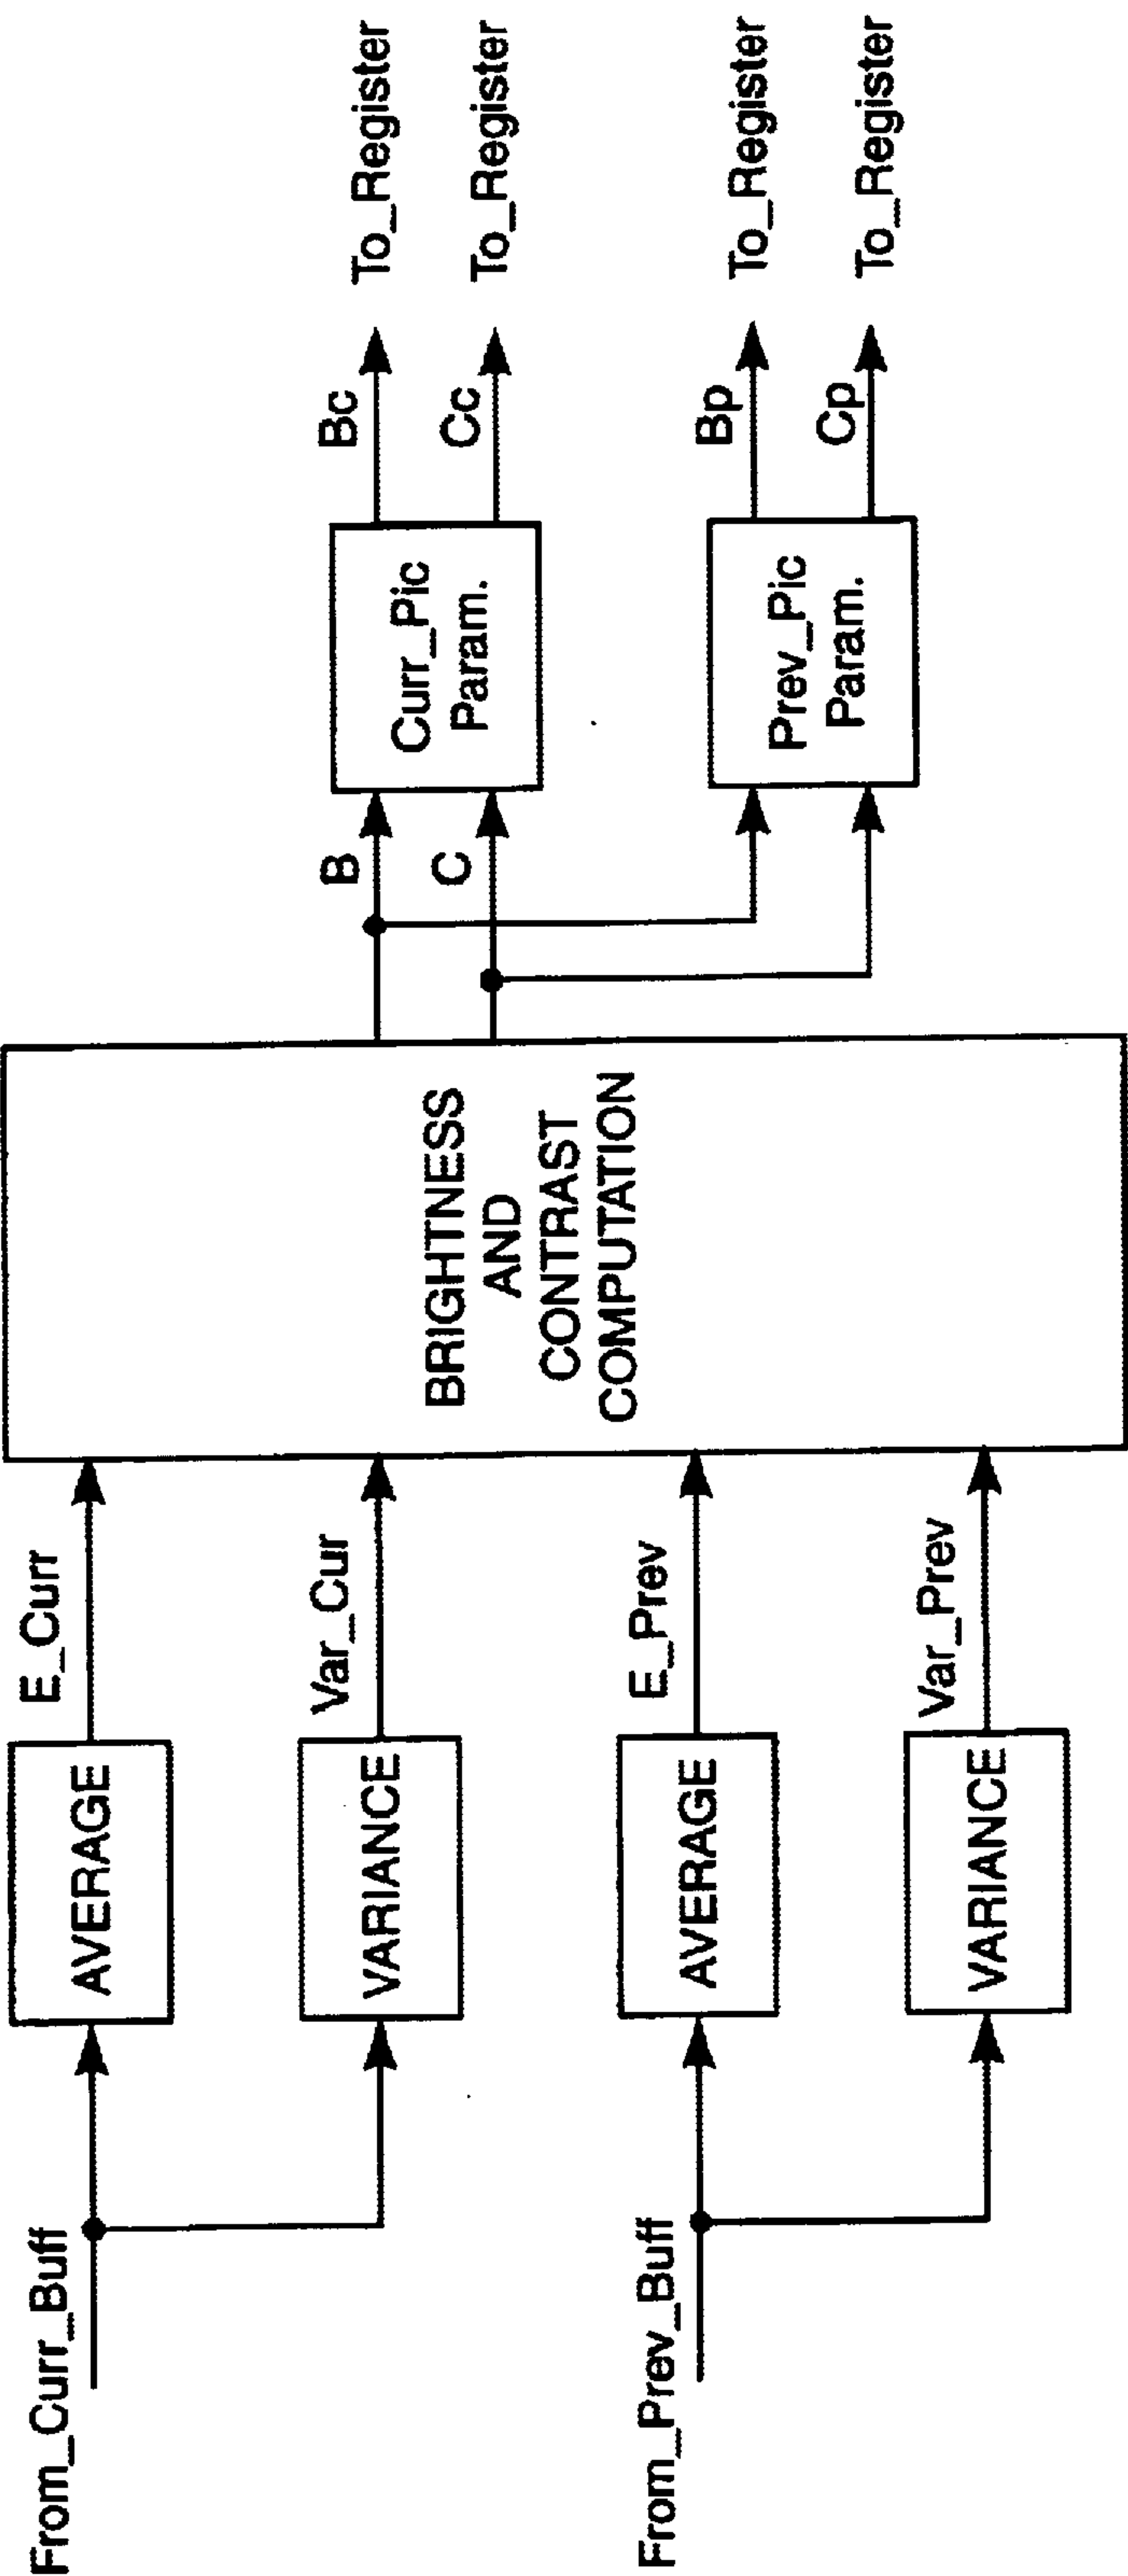 From_Curr_Buff
AVERAGE
E_Curr
VARIANCE
Var_Cur
From_Prev_Buff
AVERAGE
E_Prev
VARIANCE
Var_Prev
BRIGHTNESS
AND
CONTRAST
COMPUTATION
B
C
Curr_Pic
Param.
Bc
To_Register
Cc
To_Register
Prev_Pic
Param.
Bp
To_Register
Cp
To_Register